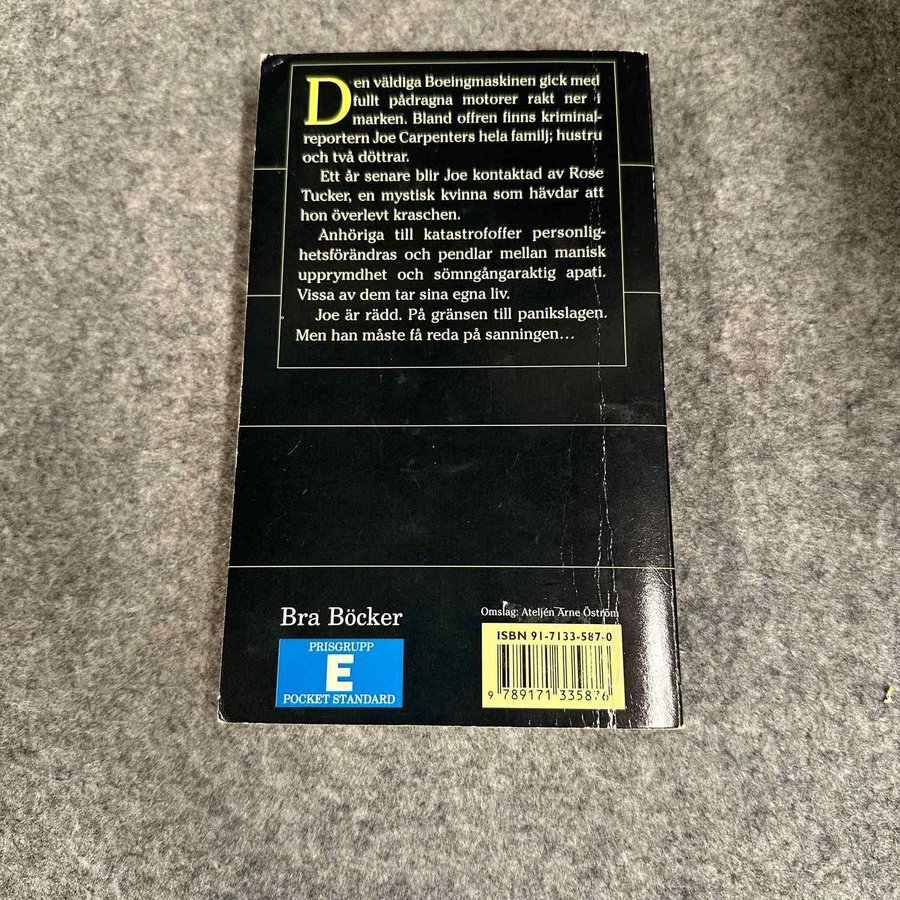 Den väldiga Boeingmaskinen gick med
fullt pådragna motorer rakt ner i
marken. Bland offren finns kriminal-
reportern Joe Carpenters hela familj; hustru
och två döttrar.
Ett år senare blir Joe kontaktad av Rose
Tucker, en mystisk kvinna som hävdar att
hon överlevt kraschen.
Anhöriga till katastrofoffer personlig-
hetsförändras och pendlar mellan manisk
upprymdhet och sömngångaraktig apati.
Vissa av dem tar sina egna liv.
Joe är rädd. På gränsen till panikslagen.
Men han måste få reda på sanningen...
Bra Böcker
PRISGRUPP
E
POCKET STANDARD
Omslag: Ateljén Arne Öström
ISBN 91-7133-587-0
9 789171 335876